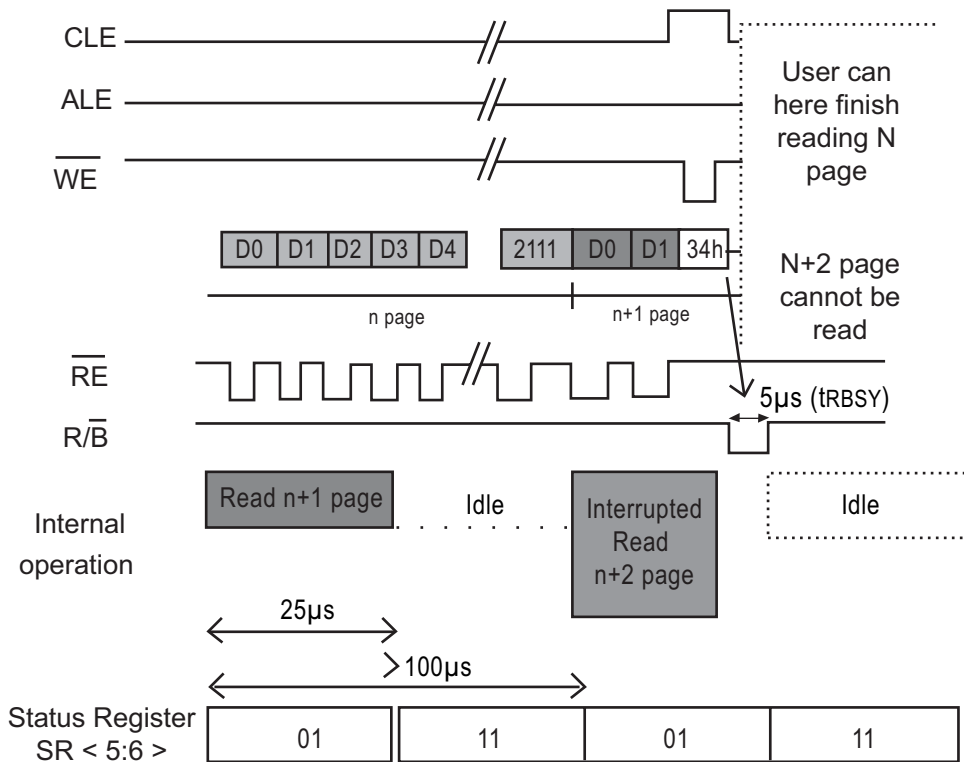 CLE
User can
here finish
reading N
page
ALE
WE
D0 D1 D2 D3 D4 2111 D0 D1 34h
N+2 page
cannot be
read
n page n+1 page
RE
5µs (tRBSY)
R/B
Read n+1 page Idle Interrupted
Read
n+2 page Idle
Internal
operation
25µs
100µs
Status Register
SR < 5:6 > 01 11 01 11